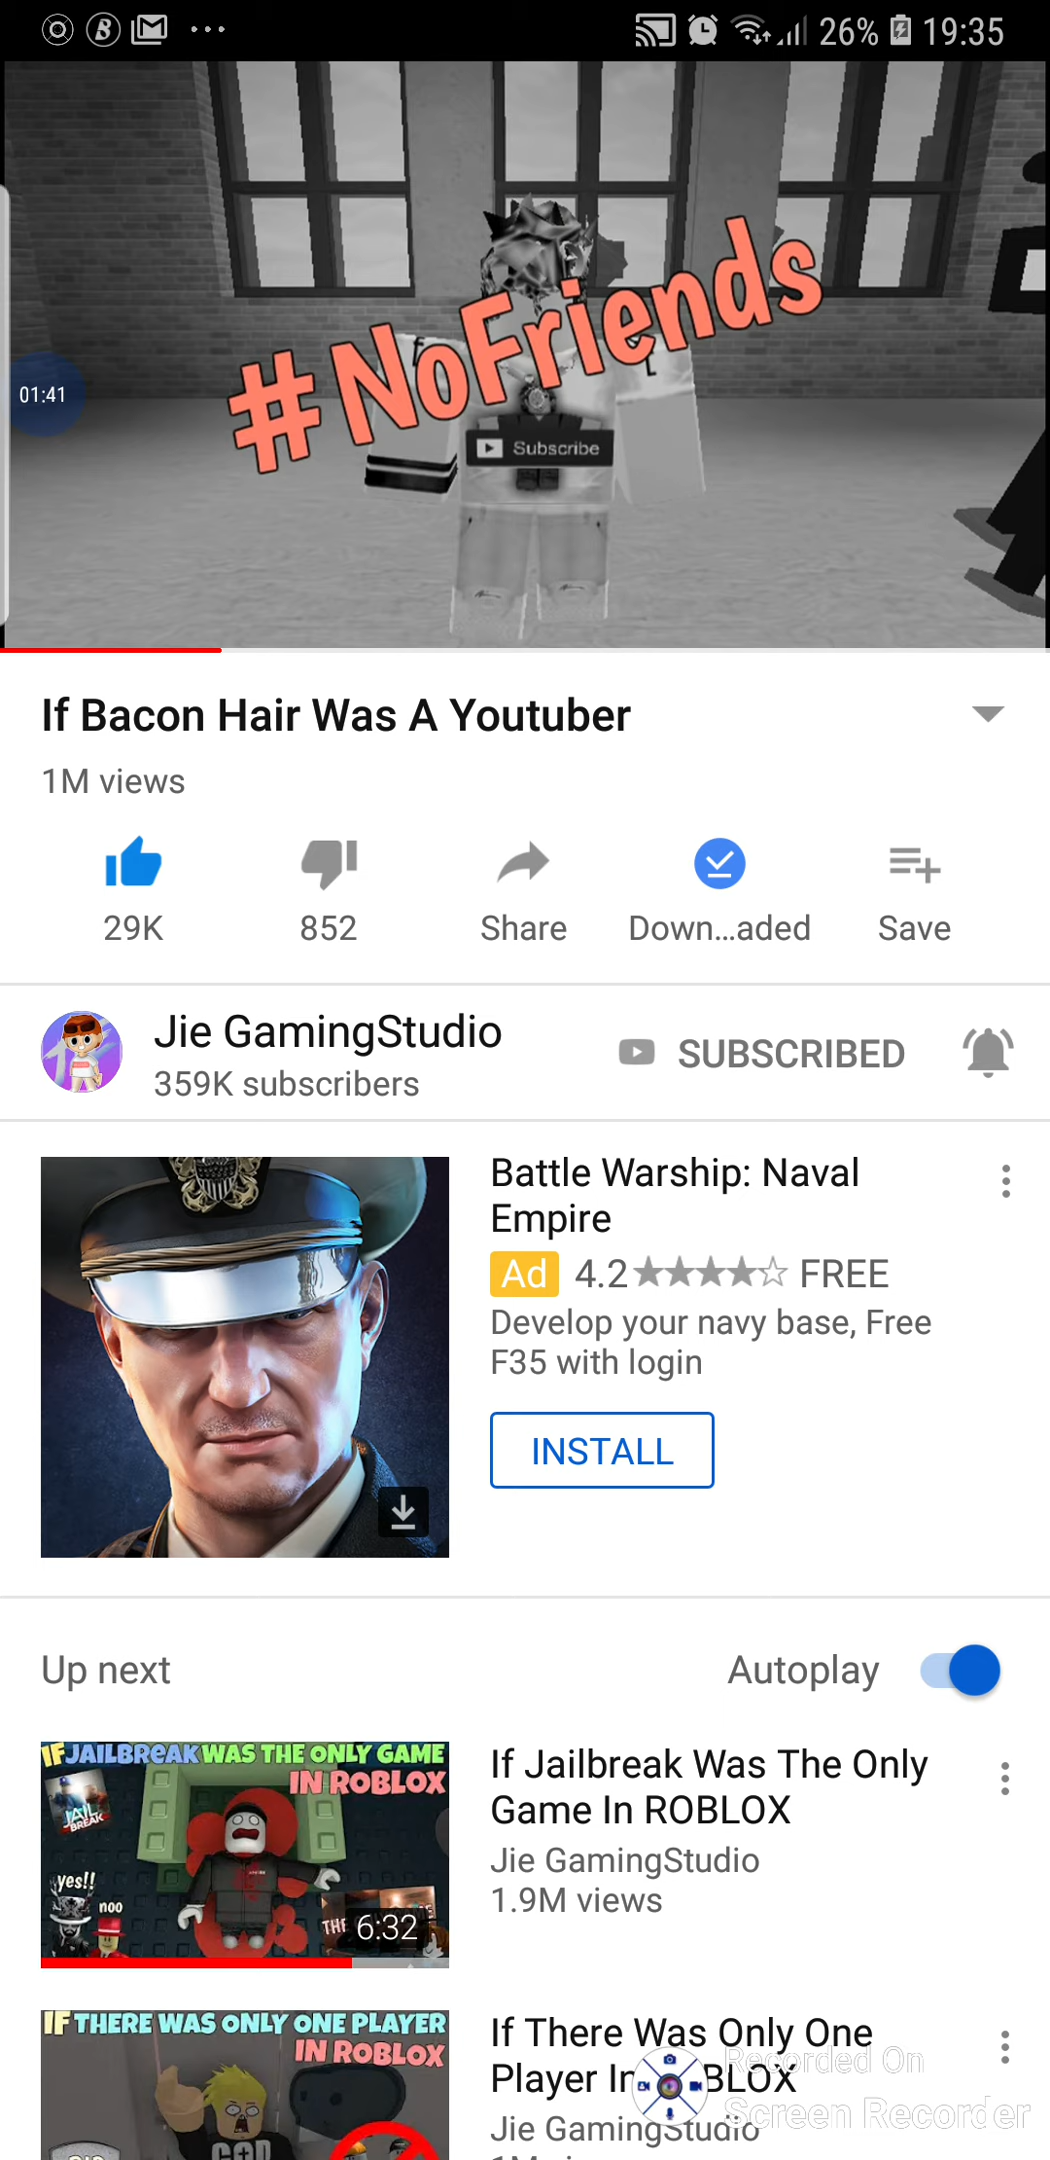 26% 19:35
#NoFriends
Subscribe
01:41
If Bacon Hair Was A Youtuber
1M views
29K
852
Share
Down...aded
Save
Jie GamingStudio
359K subscribers
SUBSCRIBED
Battle Warship: Naval
Empire
Ad 4.2 FREE
Develop your navy base, Free
F35 with login
INSTALL
Up next
Autoplay
IF JAILBREAK WAS THE ONLY GAME
IN ROBLOX
JAIL
BREAK
yes!!
noo
THE
6:32
If Jailbreak Was The Only
Game In ROBLOX
Jie GamingStudio
1.9M views
IF THERE WAS ONLY ONE PLAYER
IN ROBLOX
GOD
If There Was Only One
Player In BLOX
Jie GamingStudio
Recorded On
Screen Recorder